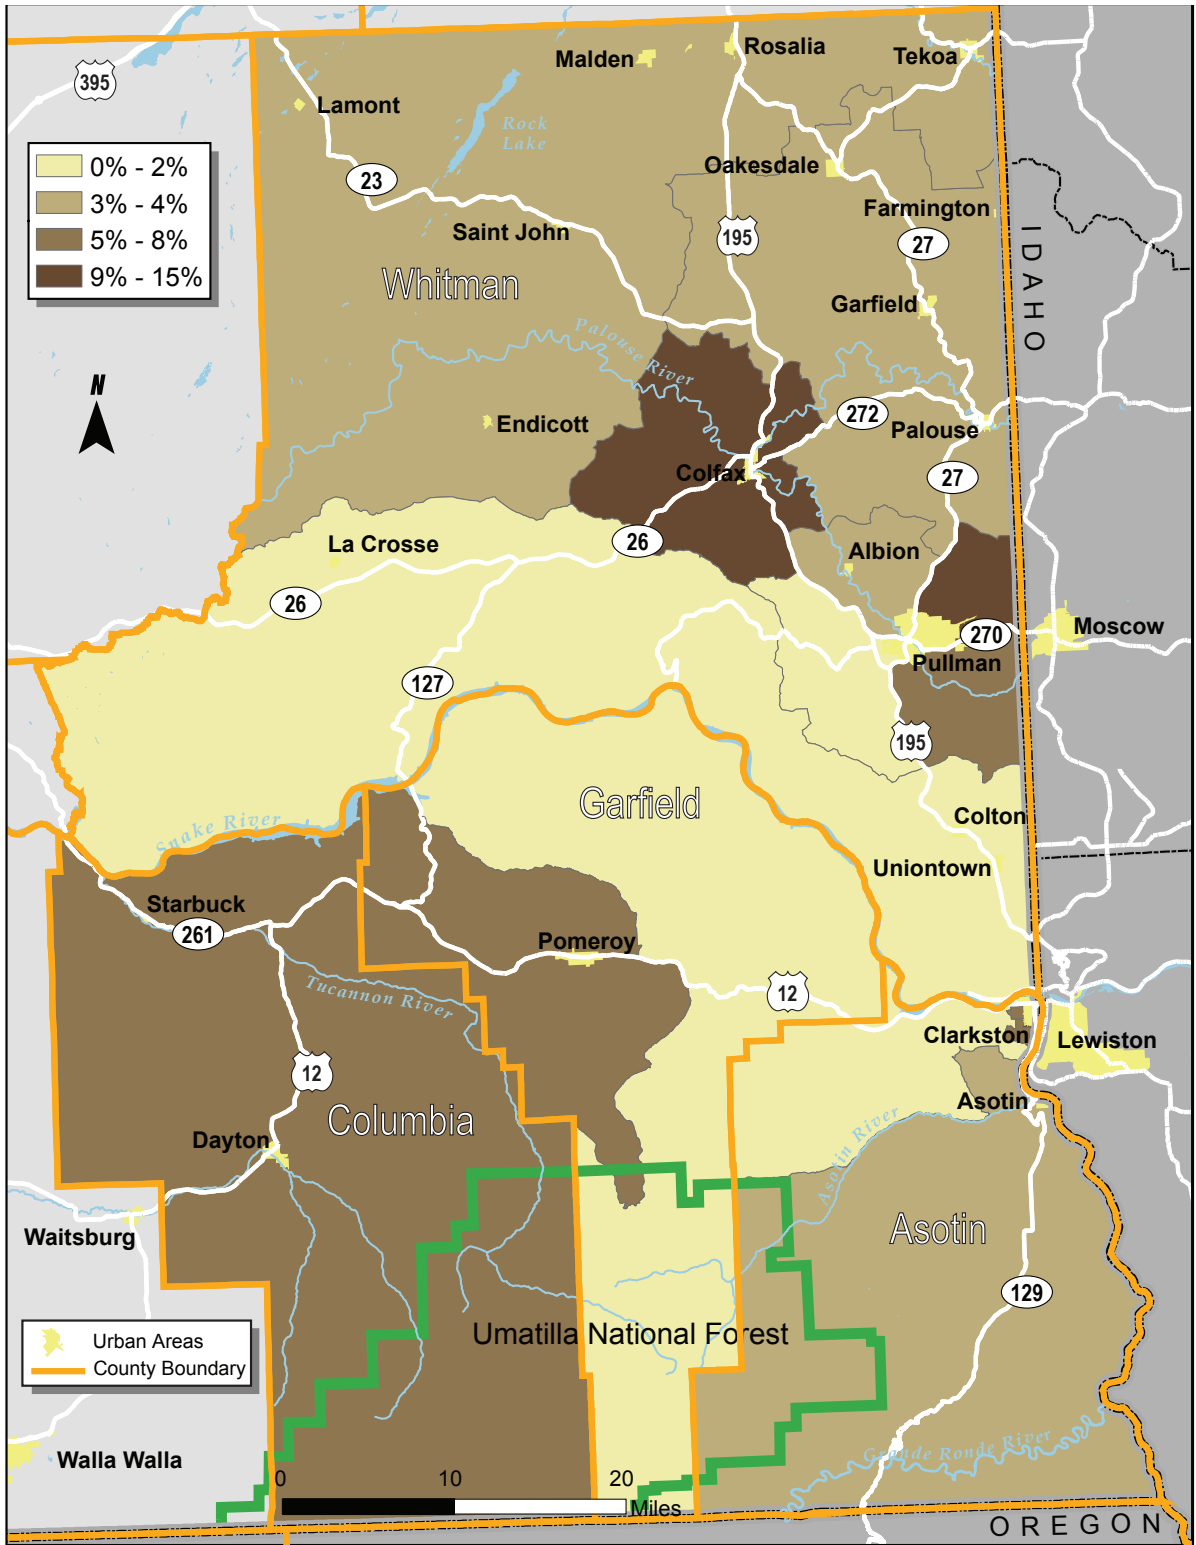 395
Malden
Rosalia
Tekoa
Lamont
Rock
Lake
0% - 2%
3% - 4%
5% - 8%
9% - 15%
23
Oakesdale
Farmington
Saint John
195
27
IDAHO
Whitman
Garfield
Palouse River
N
272
Endicott
Palouse
Colfax
27
26
La Crosse
Albion
26
270
Moscow
Pullman
127
195
Garfield
Snake River
Colton
Uniontown
Starbuck
261
Pomeroy
Tucannon River
12
Clarkston
Lewiston
12
Columbia
Asotin
Asotin River
Dayton
Waitsburg
Asotin
129
Urban Areas
County Boundary
Umatilla National Forest
Walla Walla
Grande Ronde River
0 10 20
Miles
OREGON